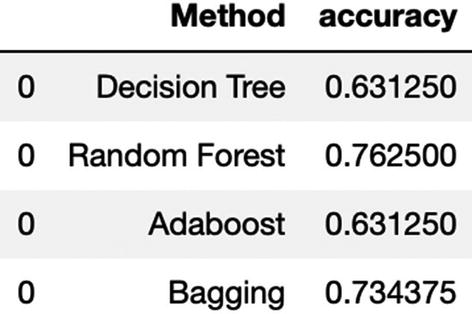 Method accuracy
0 Decision Tree 0.631250
0 Random Forest 0.762500
0 Adaboost 0.631250
0 Bagging 0.734375